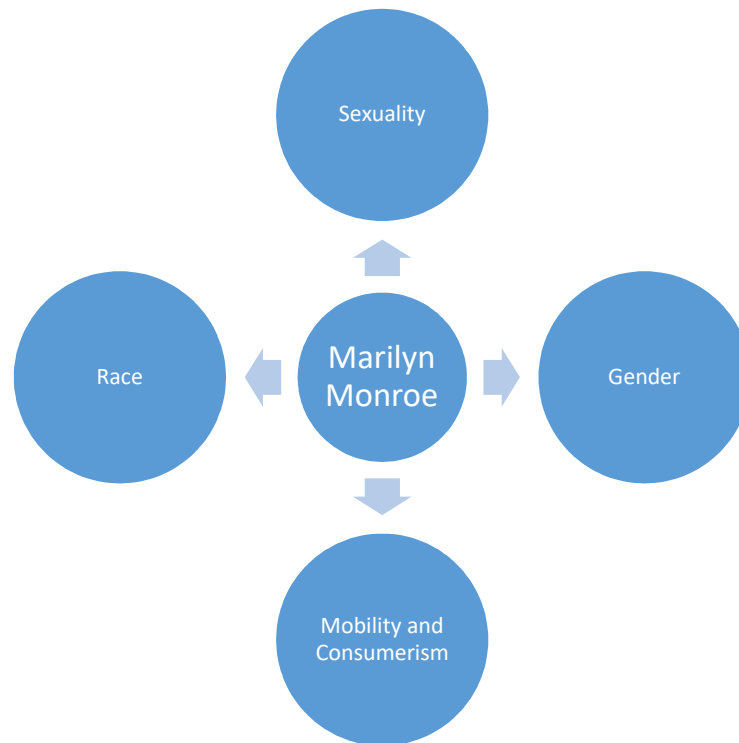 Sexuality
Race
Marilyn
Monroe
Gender
Mobility and
Consumerism